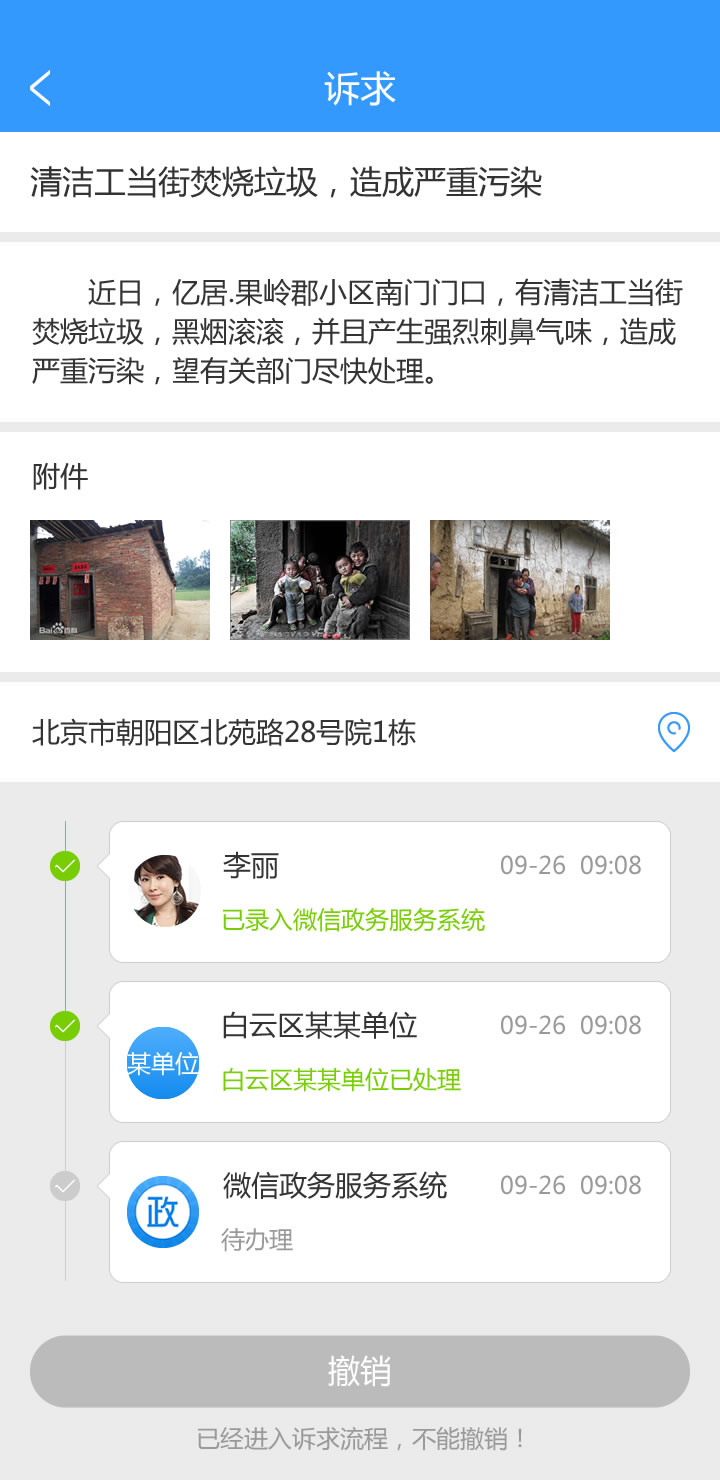 诉求
清洁工当街焚烧垃圾，造成严重污染
近日，亿居.果岭郡小区南门门口，有清洁工当街
焚烧垃圾，黑烟滚滚，并且产生强烈刺鼻气味，造成
严重污染，望有关部门尽快处理。
附件
Bai百科
北京市朝阳区北苑路28号院1栋
李丽 09-26 09:08
已录入微信政务服务系统
某单位
白云区某某单位 09-26 09:08
白云区某某单位已处理
政
微信政务服务系统 09-26 09:08
待办理
撤销
已经进入诉求流程，不能撤销！